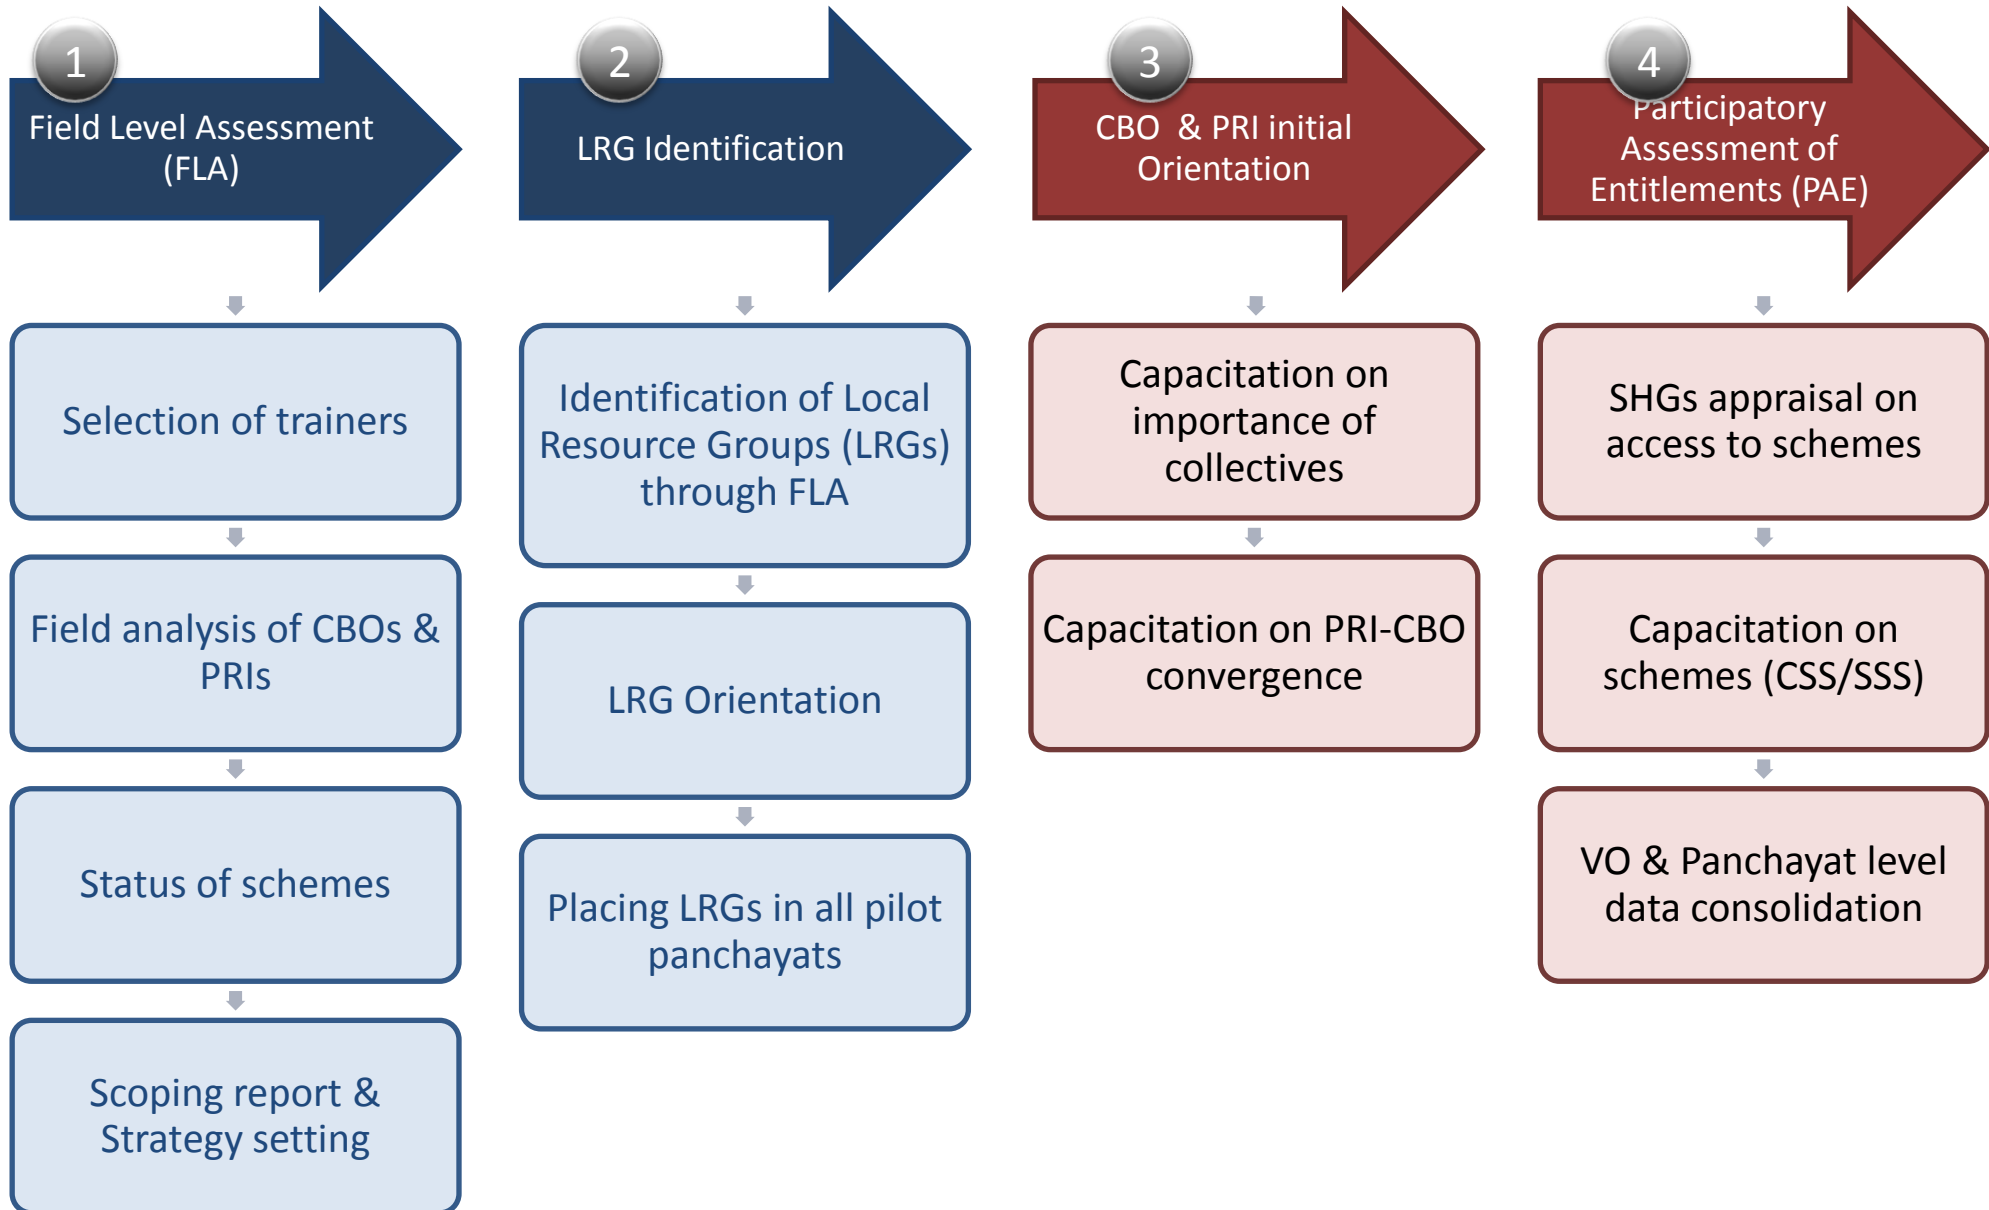 1
Field Level Assessment
(FLA)
Selection of trainers
Field analysis of CBOs &
PRIs
Status of schemes
Scoping report &
Strategy setting
2
LRG Identification
Identification of Local
Resource Groups (LRGs)
through FLA
LRG Orientation
Placing LRGs in all pilot
panchayats
3
CBO & PRI initial
Orientation
Capacitation on
importance of
collectives
Capacitation on PRI-CBO
convergence
4
Participatory
Assessment of
Entitlements (PAE)
SHGs appraisal on
access to schemes
Capacitation on
schemes (CSS/SSS)
VO & Panchayat level
data consolidation